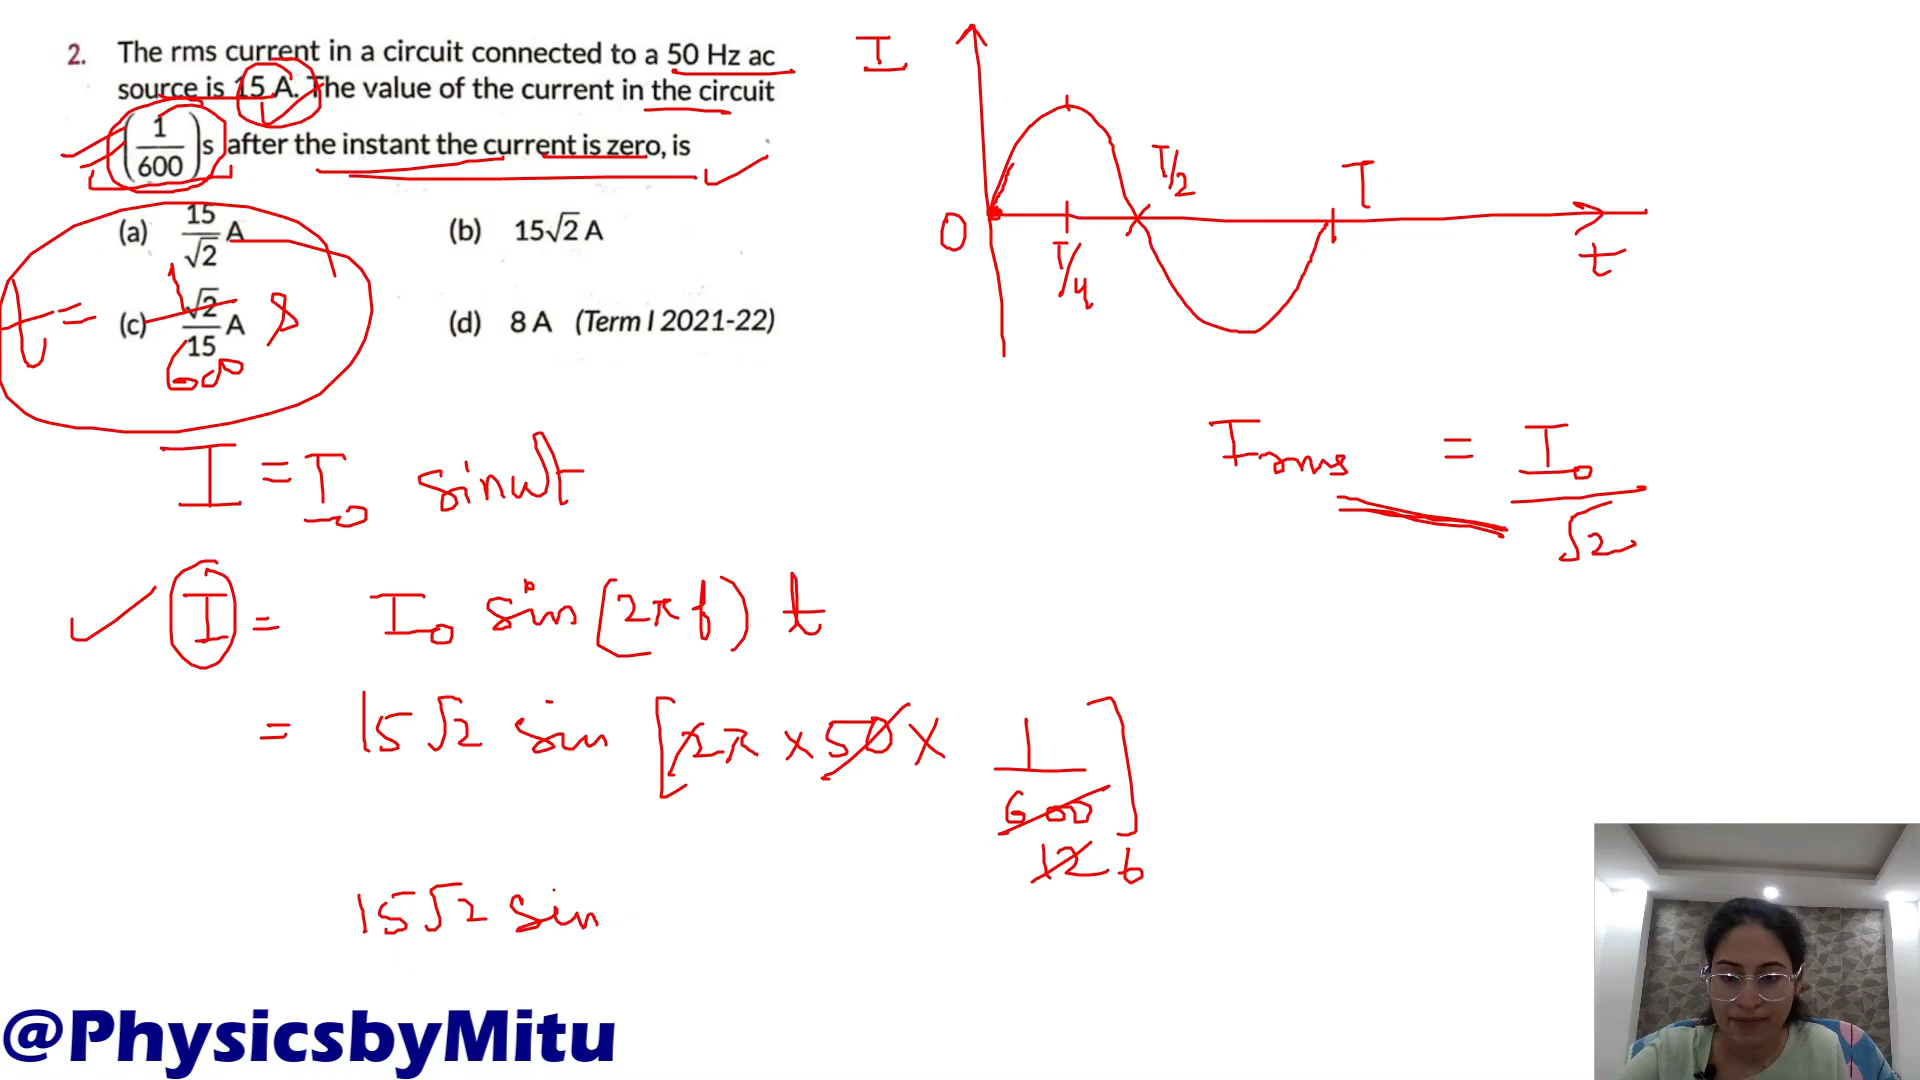 2. The rms current in a circuit connected to a 50 Hz ac
source is 15 A. The value of the current in the circuit
(1/600) s after the instant the current is zero, is
(a) 15/√2 A (b) 15√2 A
(c) √2/15 A (d) 8 A (Term I 2021-22)
t = 1/600 s
I
O
T/4
T/2
T
t
I = I₀ sinωt
Irms = I₀/√2
I = I₀ sin (2πf) t
= 15√2 sin [2π × 50 × 1/600]
12 6
15√2 sin
@PhysicsbyMitu